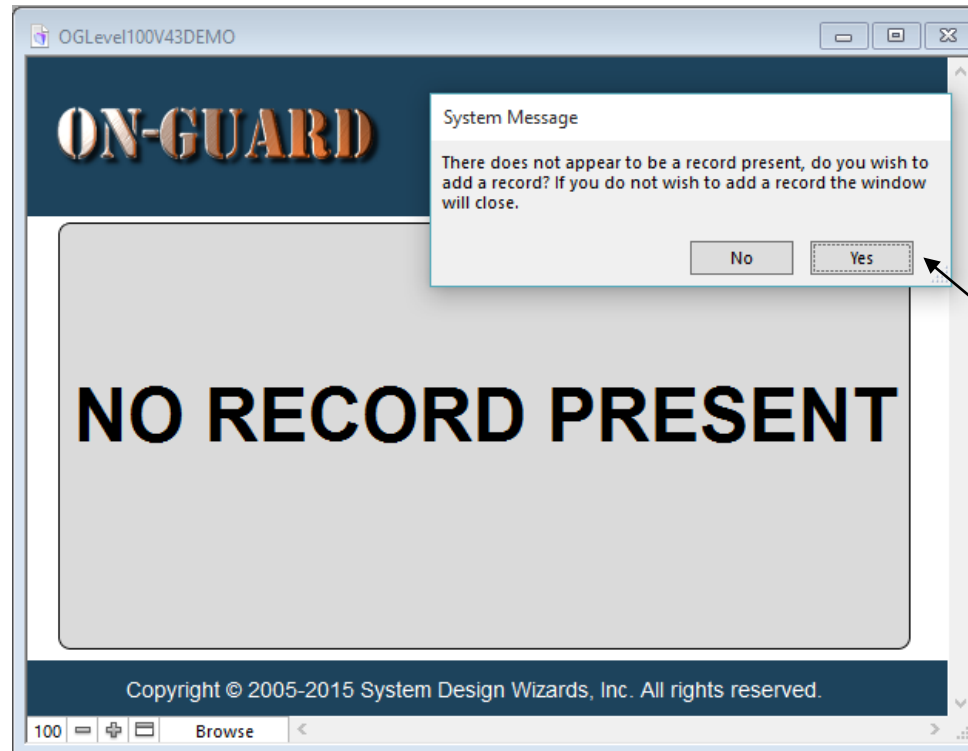 OGLevel100V43DEMO
ON-GUARD
System Message
There does not appear to be a record present, do you wish to
add a record? If you do not wish to add a record the window
will close.
No Yes
NO RECORD PRESENT
Copyright © 2005-2015 System Design Wizards, Inc. All rights reserved.
100 Browse